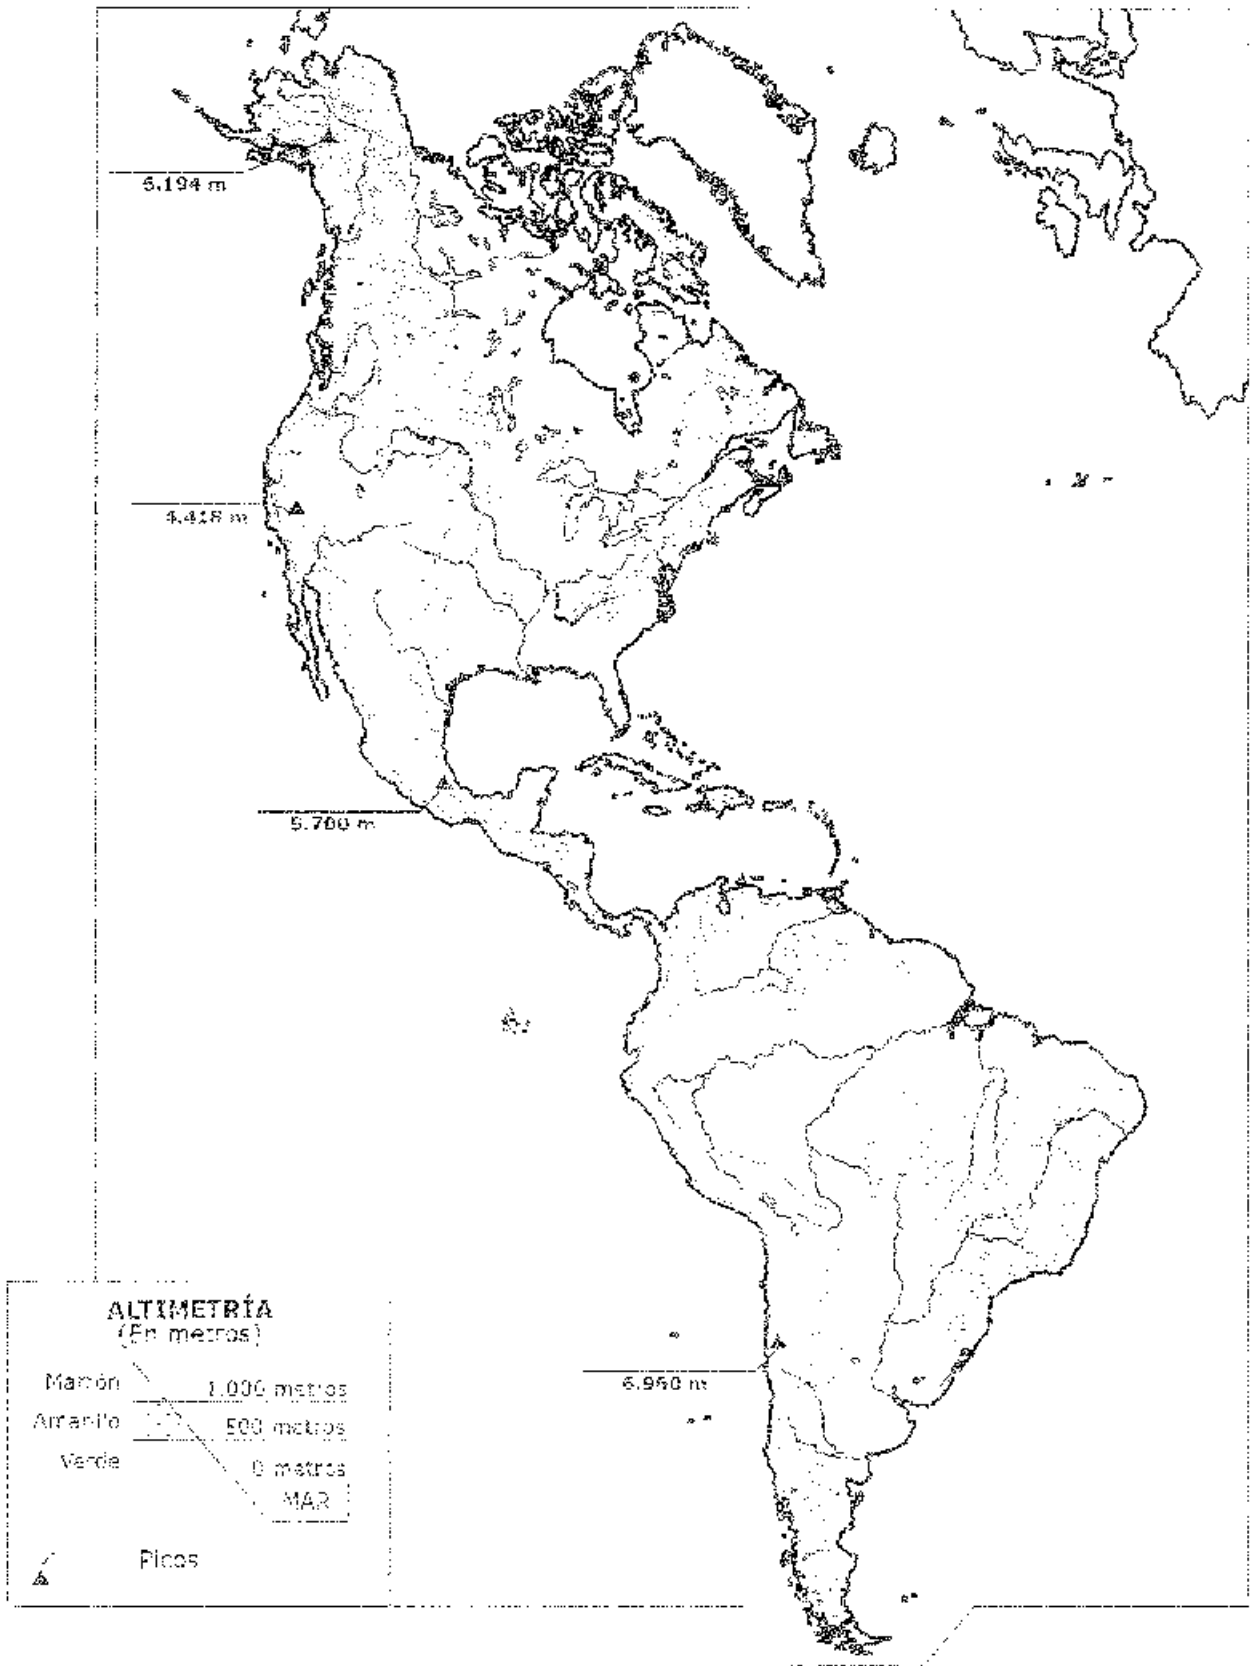 6.194 m
4.418 m
5.700 m
6.960 m
ALTIMETRÍA
(En metros)
Marrón 1.000 metros
Amarillo 500 metros
Verde 0 metros
MAR
Picos